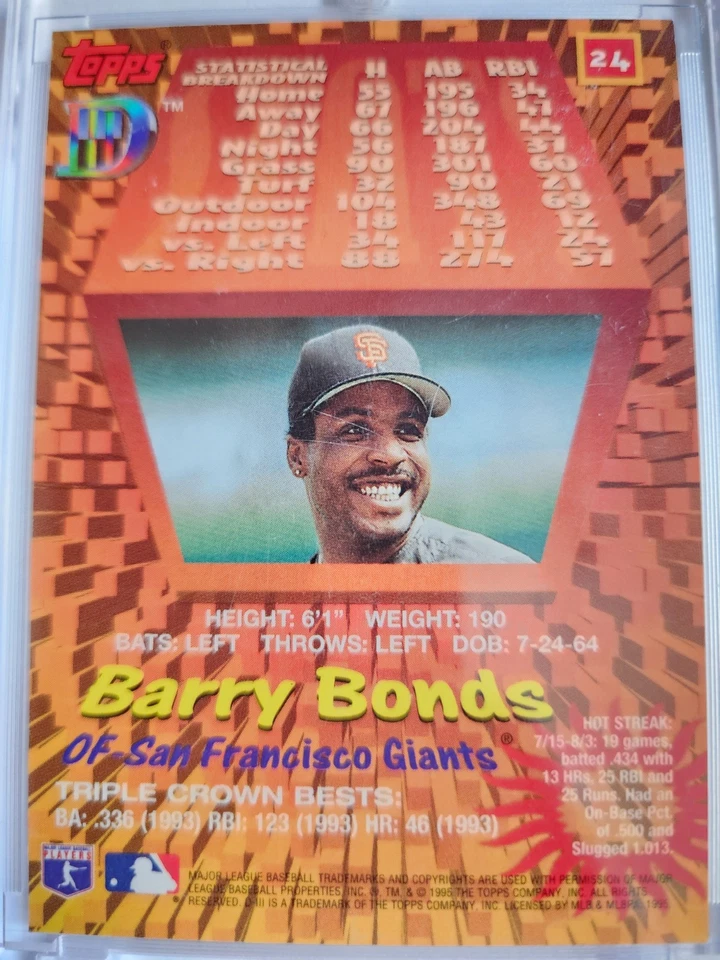 Topps®
24
D™
STATISTICAL BREAKDOWN H AB RBI
Home 55 195 34
Away 67 196 47
Day 66 204 44
Night 56 187 37
Grass 90 301 60
Turf 32 90 21
Outdoor 104 348 69
Indoor 18 43 12
vs. Left 34 117 24
vs. Right 88 274 57
SF
HEIGHT: 6'1" WEIGHT: 190
BATS: LEFT THROWS: LEFT DOB: 7-24-64
Barry Bonds
OF-San Francisco Giants®
TRIPLE CROWN BESTS:
BA: .336 (1993) RBI: 123 (1993) HR: 46 (1993)
HOT STREAK:
7/15-8/3: 19 games,
batted .434 with
13 HRs, 25 RBI and
25 Runs. Had an
On-Base Pct.
of .500 and
Slugged 1.013.
MAJOR LEAGUE BASEBALL
PLAYERS
MAJOR LEAGUE BASEBALL TRADEMARKS AND COPYRIGHTS ARE USED WITH PERMISSION OF MAJOR
LEAGUE BASEBALL PROPERTIES, INC. ®, TM, & © 1995 THE TOPPS COMPANY, INC. ALL RIGHTS
RESERVED. D-III IS A TRADEMARK OF THE TOPPS COMPANY, INC. LICENSED BY MLB & MLBPA 1995